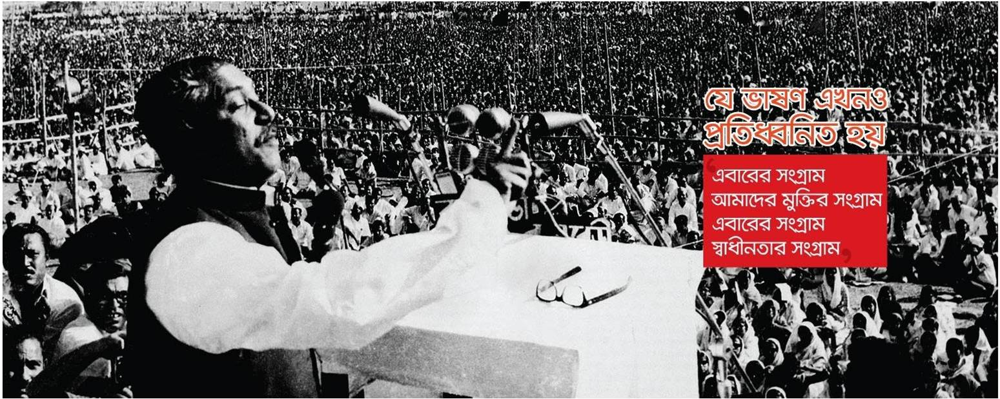 যে ভাষণ এখনও
প্রতিধ্বনিত হয়
‘এবারের সংগ্রাম
আমাদের মুক্তির সংগ্রাম
এবারের সংগ্রাম
স্বাধীনতার সংগ্রাম’